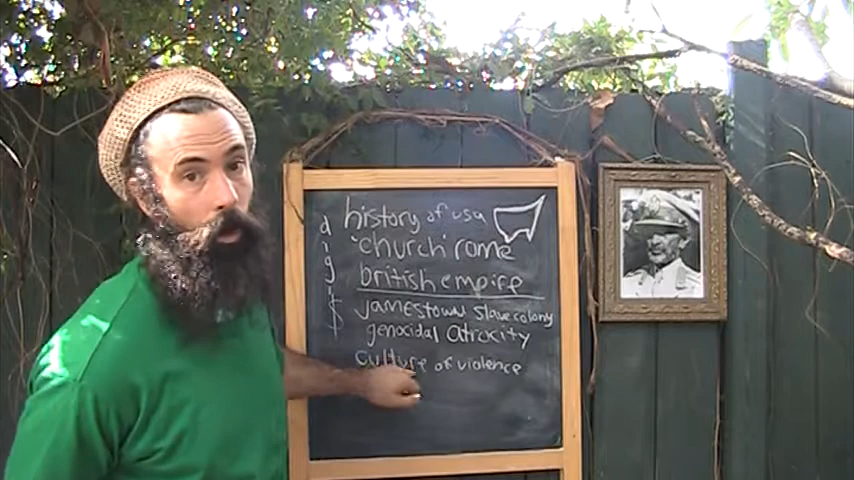 history of usa
'church' rome
british empire
jamestown slave colony
genocidal atrocity
culture of violence